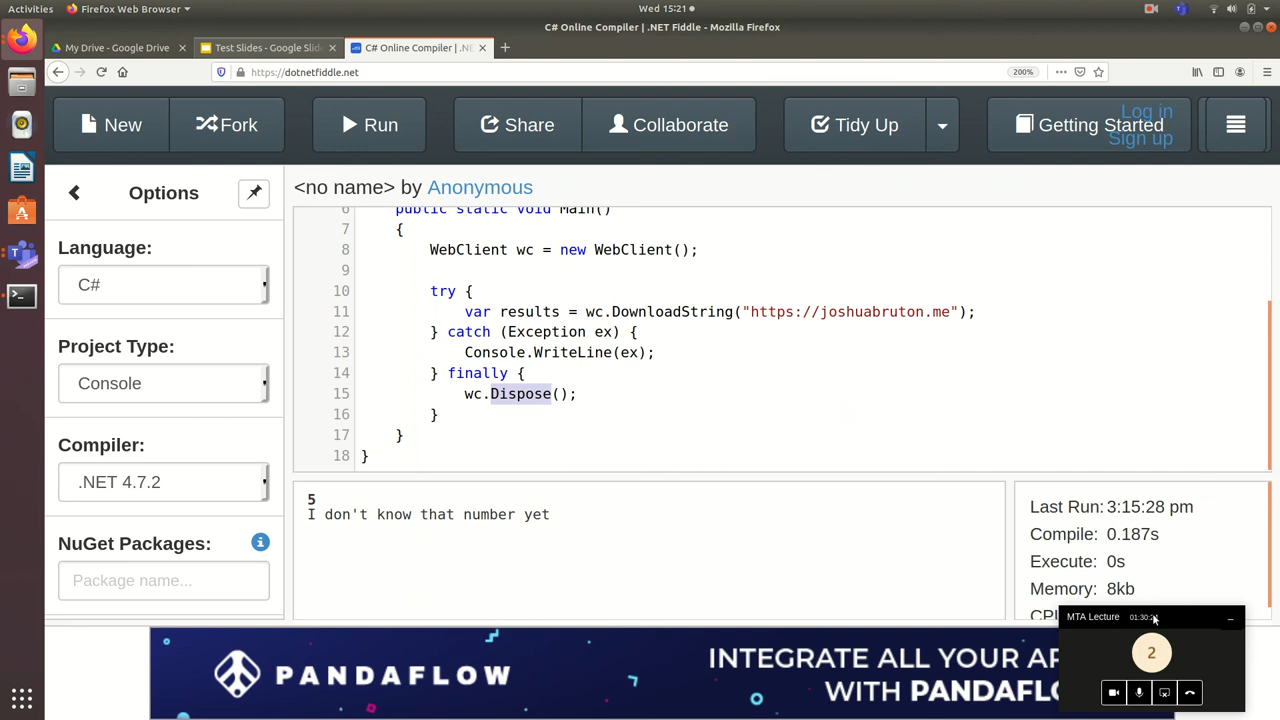 Activities Firefox Web Browser Wed 15:21
C# Online Compiler | .NET Fiddle - Mozilla Firefox
My Drive - Google Drive Test Slides - Google Slid C# Online Compiler | .NE
https://dotnetfiddle.net 200%
New Fork Run Share Collaborate Tidy Up Getting Started Log in
Sign up
Options <no name> by Anonymous
Language:
C#
Project Type:
Console
Compiler:
.NET 4.7.2
NuGet Packages:
Package name...
6 public static void Main()
7 {
8 WebClient wc = new WebClient();
9
10 try {
11 var results = wc.DownloadString("https://joshuabruton.me");
12 } catch (Exception ex) {
13 Console.WriteLine(ex);
14 } finally {
15 wc.Dispose();
16 }
17 }
18 }
5
I don't know that number yet
Last Run: 3:15:28 pm
Compile: 0.187s
Execute: 0s
Memory: 8kb
MTA Lecture
2
PANDAFLOW
INTEGRATE ALL YOUR AP
WITH PANDAFLO